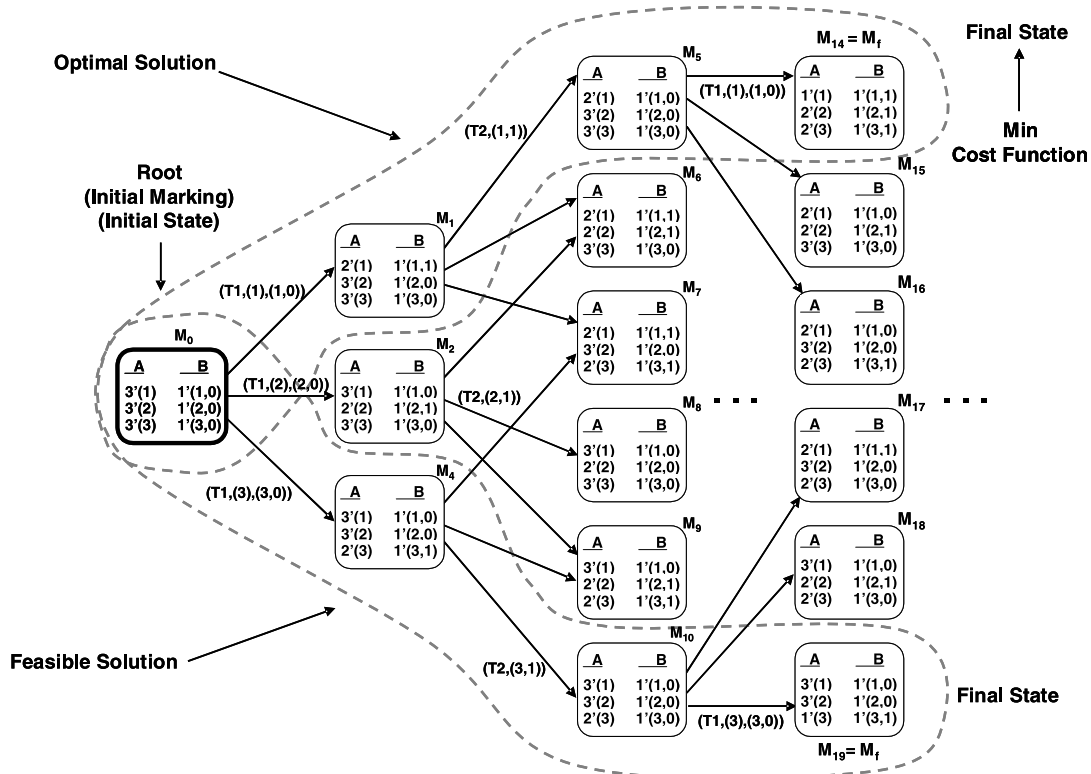 Optimal Solution
Root
(Initial Marking)
(Initial State)
M0
A B
3'(1) 1'(1,0)
3'(2) 1'(2,0)
3'(3) 1'(3,0)
(T1,(1),(1,0))
(T1,(2),(2,0))
(T1,(3),(3,0))
M1
A B
2'(1) 1'(1,1)
3'(2) 1'(2,0)
3'(3) 1'(3,0)
M2
A B
3'(1) 1'(1,0)
2'(2) 1'(2,1)
3'(3) 1'(3,0)
M4
A B
3'(1) 1'(1,0)
3'(2) 1'(2,0)
2'(3) 1'(3,1)
Feasible Solution
(T2,(1,1))
(T2,(2,1))
(T2,(3,1))
M5
A B
2'(1) 1'(1,0)
3'(2) 1'(2,0)
3'(3) 1'(3,0)
M6
A B
2'(1) 1'(1,1)
2'(2) 1'(2,1)
3'(3) 1'(3,0)
M7
A B
2'(1) 1'(1,1)
3'(2) 1'(2,0)
2'(3) 1'(3,1)
M8
A B
3'(1) 1'(1,0)
2'(2) 1'(2,0)
3'(3) 1'(3,0)
M9
A B
3'(1) 1'(1,0)
2'(2) 1'(2,1)
2'(3) 1'(3,1)
M10
A B
3'(1) 1'(1,0)
3'(2) 1'(2,0)
2'(3) 1'(3,0)
(T1,(1),(1,0))
(T1,(3),(3,0))
. . .
M14 = Mf
A B
1'(1) 1'(1,1)
2'(2) 1'(2,1)
2'(3) 1'(3,1)
M15
A B
2'(1) 1'(1,0)
2'(2) 1'(2,1)
3'(3) 1'(3,0)
M16
A B
2'(1) 1'(1,0)
3'(2) 1'(2,0)
2'(3) 1'(3,1)
M17
A B
2'(1) 1'(1,1)
3'(2) 1'(2,0)
2'(3) 1'(3,0)
M18
A B
3'(1) 1'(1,0)
2'(2) 1'(2,1)
2'(3) 1'(3,0)
A B
3'(1) 1'(1,0)
3'(2) 1'(2,0)
1'(3) 1'(3,1)
M19= Mf
. . .
Final State
Min
Cost Function
Final State